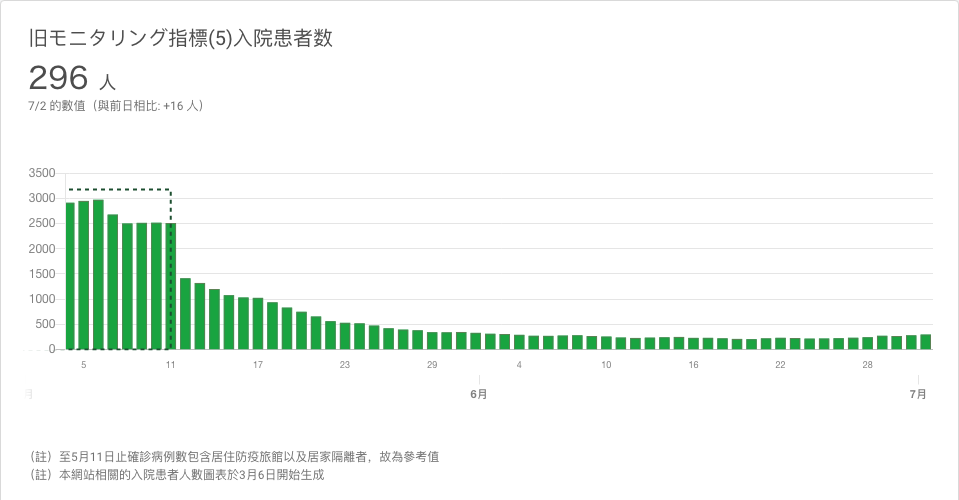 旧モニタリング指標(5)入院患者数
296 人
7/2 的數值（與前日相比: +16 人）
3500
3000
2500
2000
1500
1000
500
0
5 11 17 23 29 4 10 16 22 28
月 6月 7月
（註）至5月11日止確診病例數包含居住防疫旅館以及居家隔離者，故為參考值
（註）本網站相關的入院患者人數圖表於3月6日開始生成